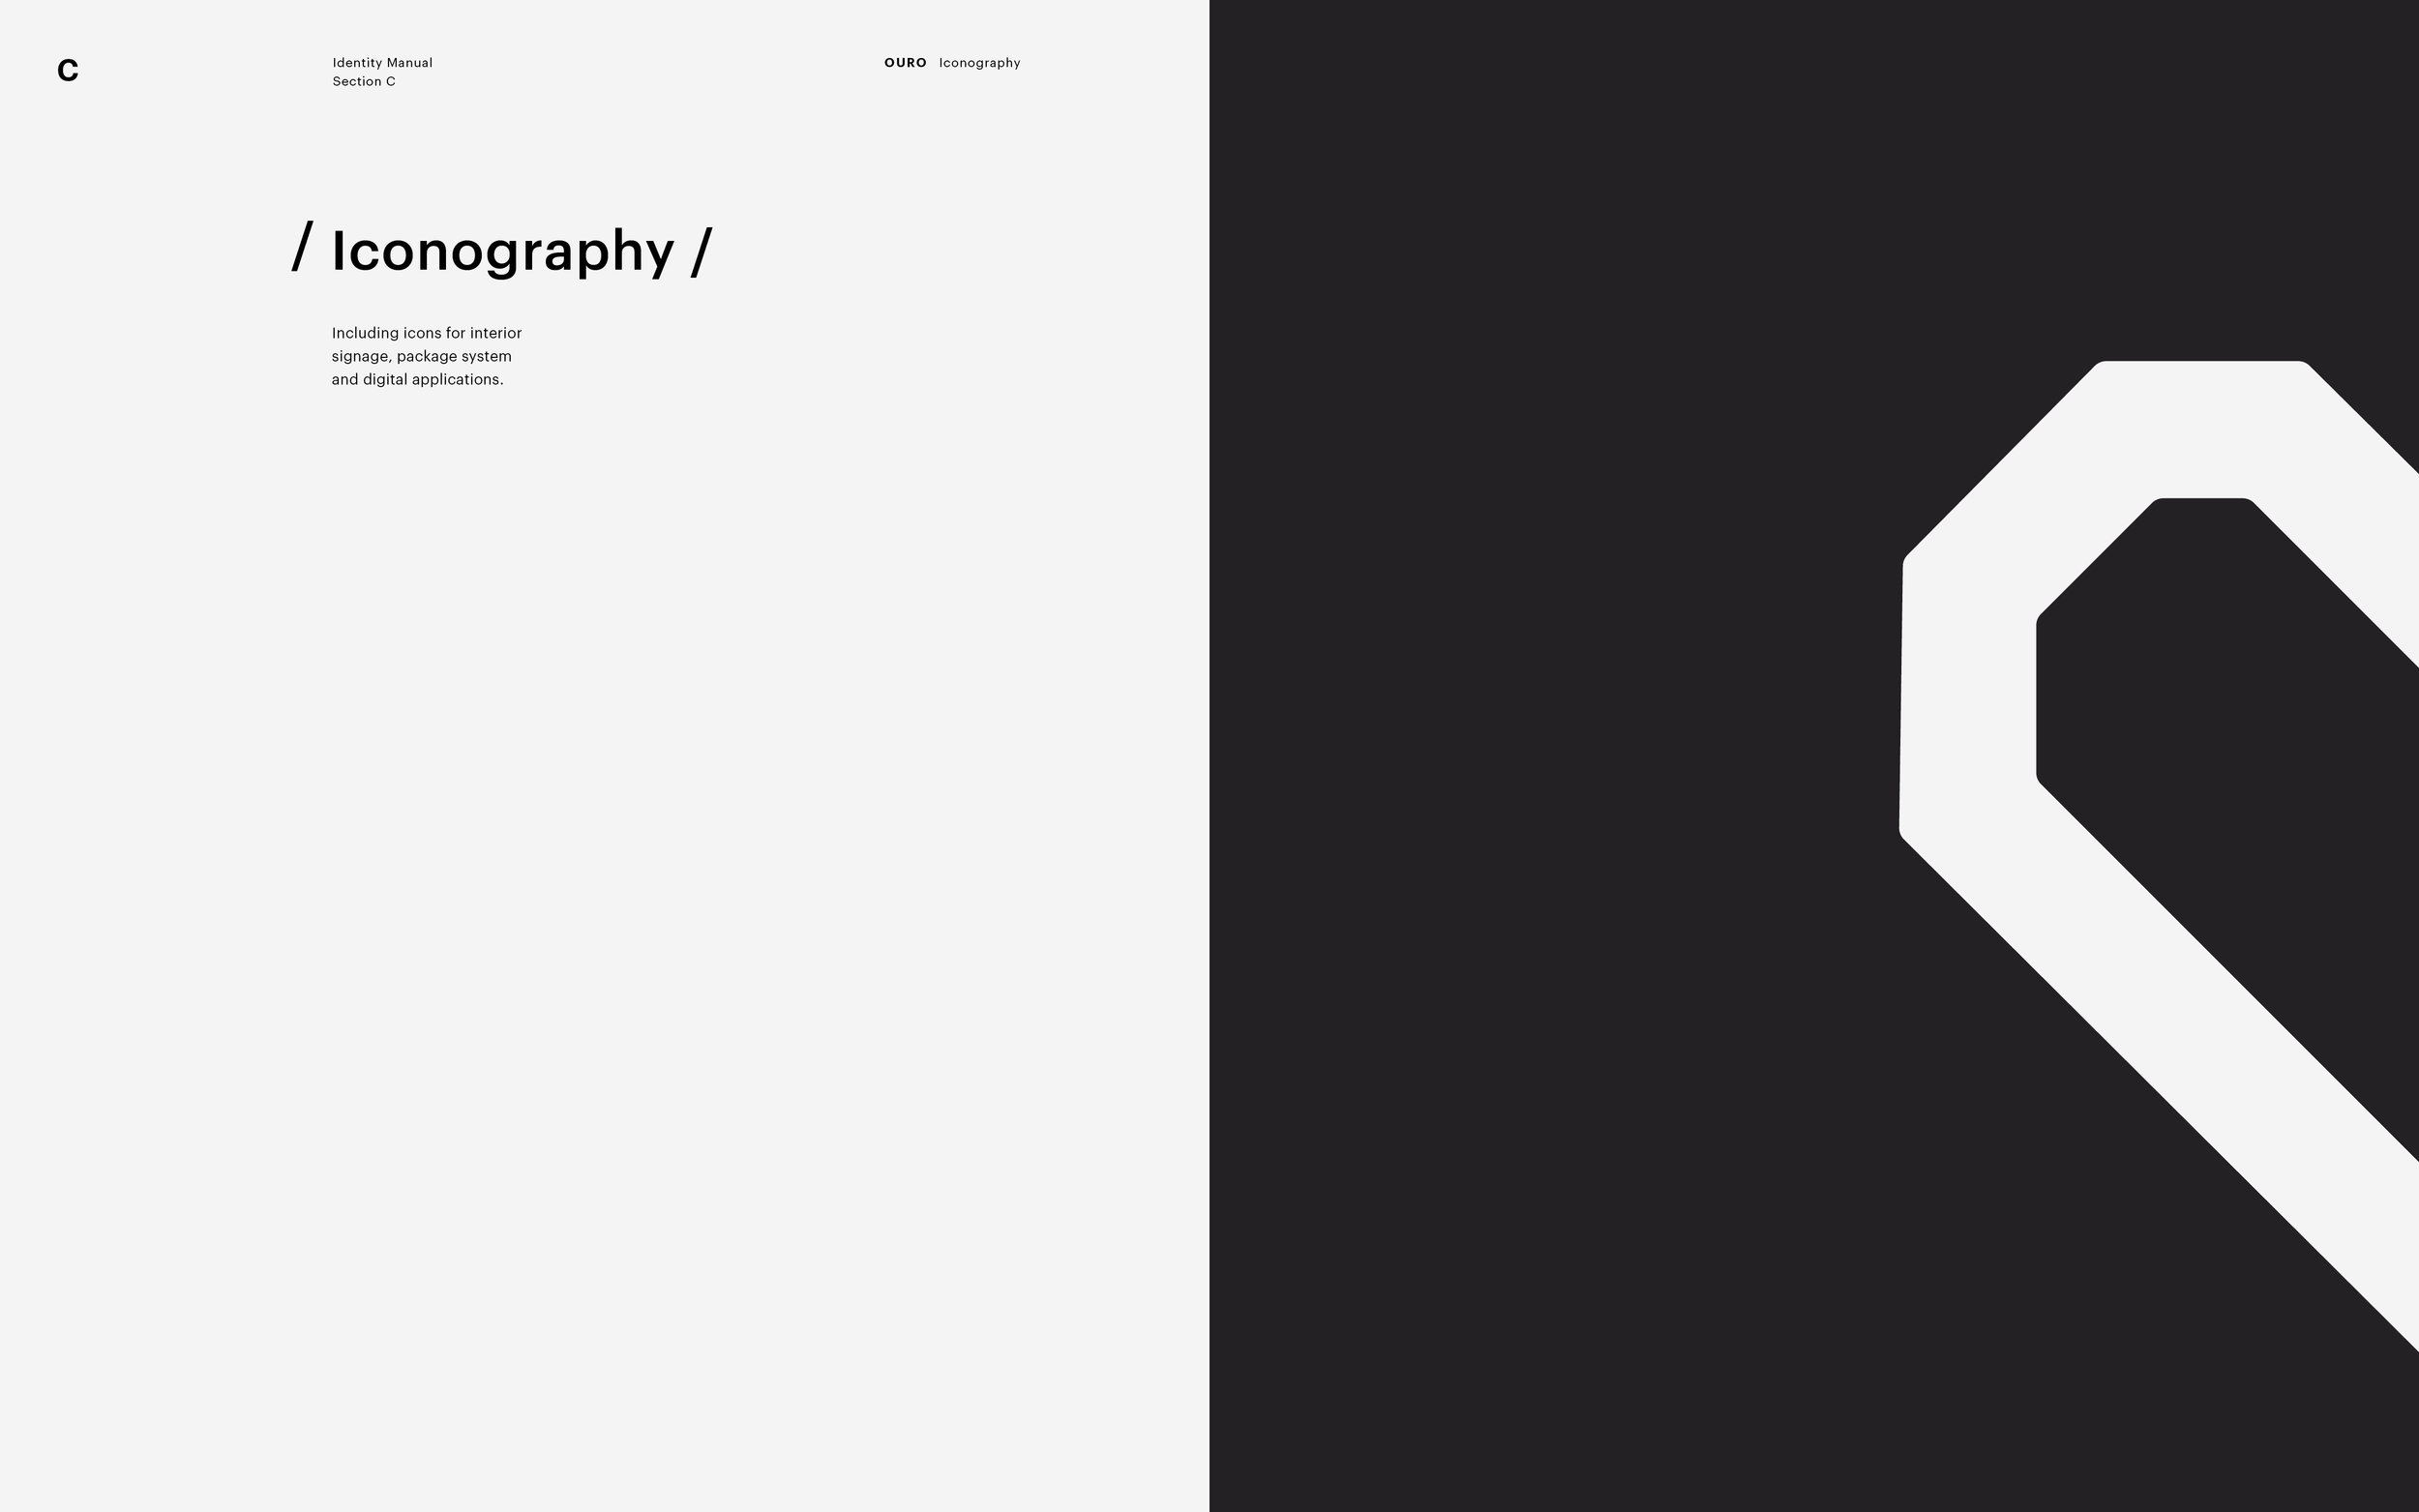 C
Identity Manual
Section C
OURO Iconography
/ Iconography /
Including icons for interior
signage, package system
and digital applications.